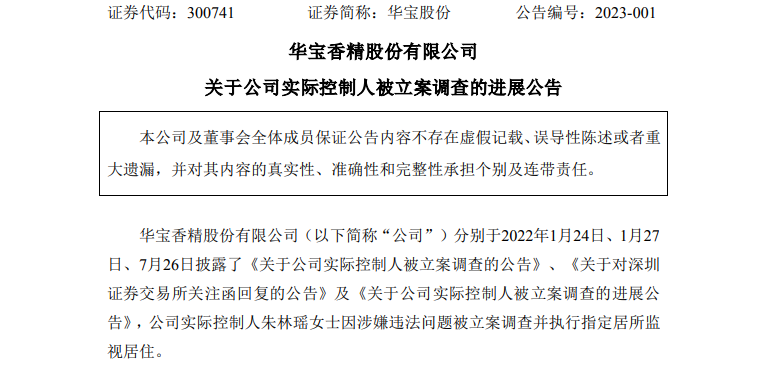 证券代码：300741 证券简称：华宝股份 公告编号：2023-001
华宝香精股份有限公司
关于公司实际控制人被立案调查的进展公告
本公司及董事会全体成员保证公告内容不存在虚假记载、误导性陈述或者重
大遗漏，并对其内容的真实性、准确性和完整性承担个别及连带责任。
华宝香精股份有限公司（以下简称“公司”）分别于2022年1月24日、1月27
日、7月26日披露了《关于公司实际控制人被立案调查的公告》、《关于对深圳
证券交易所关注函回复的公告》及《关于公司实际控制人被立案调查的进展公
告》，公司实际控制人朱林瑶女士因涉嫌违法问题被立案调查并执行指定居所监
视居住。